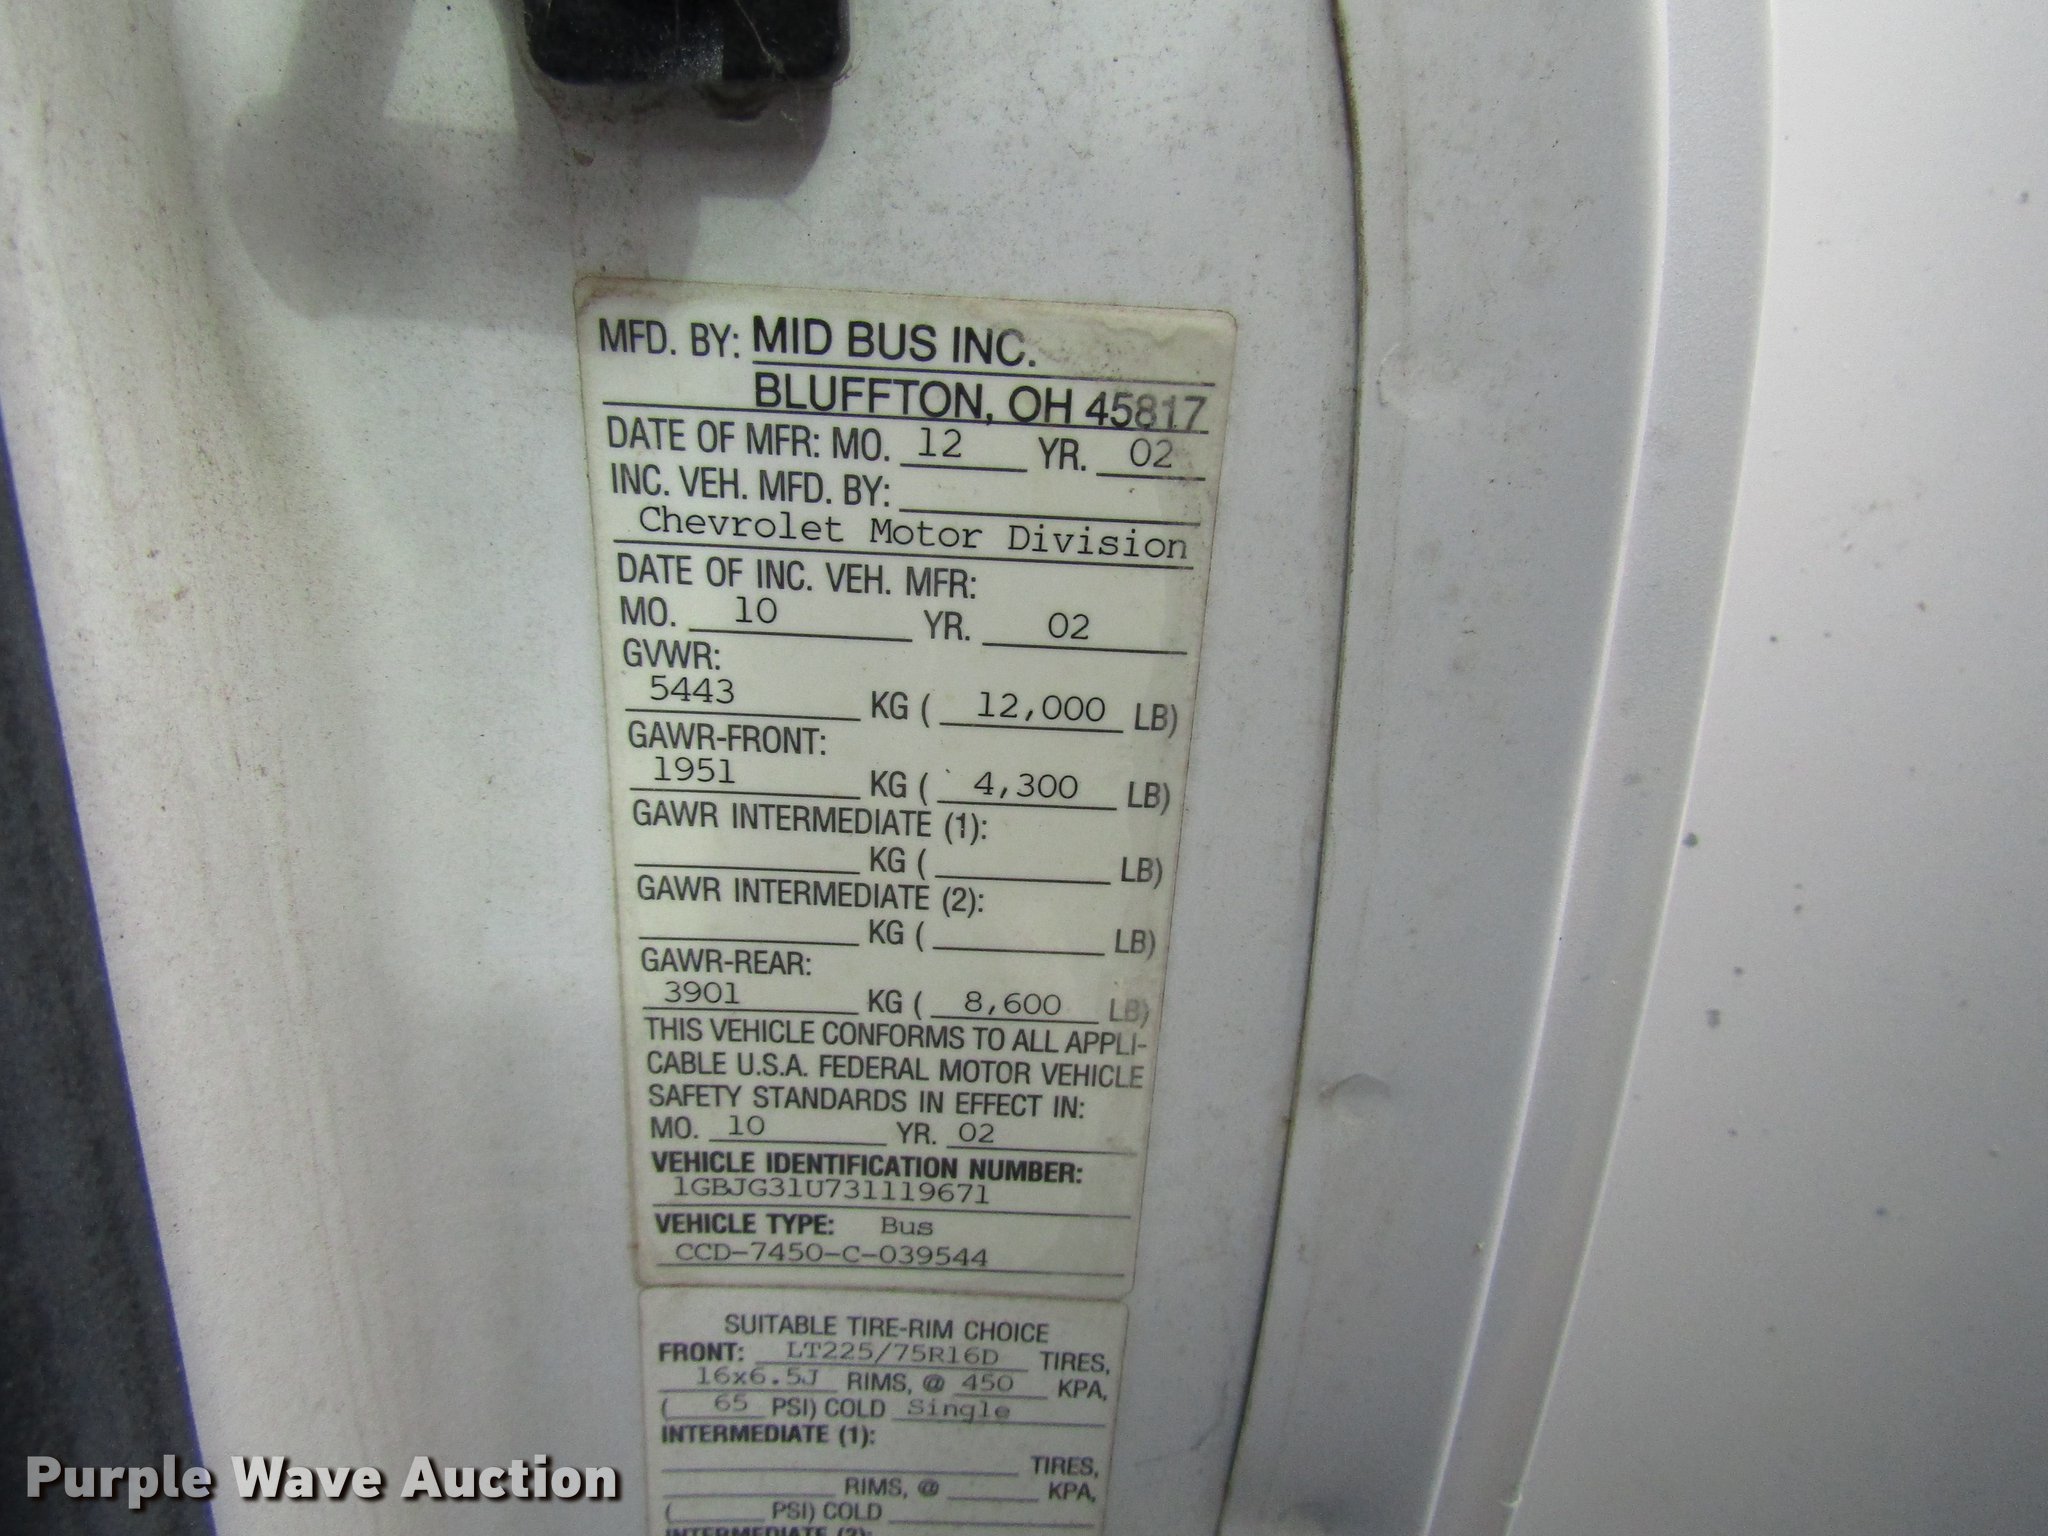 MFD. BY: MID BUS INC.
BLUFFTON, OH 45817
DATE OF MFR: MO. 12 YR. 02
INC. VEH. MFD. BY:
Chevrolet Motor Division
DATE OF INC. VEH. MFR:
MO. 10 YR. 02
GVWR:
5443 KG ( 12,000 LB)
GAWR-FRONT:
1951 KG ( 4,300 LB)
GAWR INTERMEDIATE (1):
KG ( LB)
GAWR INTERMEDIATE (2):
KG ( LB)
GAWR-REAR:
3901 KG ( 8,600 LB)
THIS VEHICLE CONFORMS TO ALL APPLI-
CABLE U.S.A. FEDERAL MOTOR VEHICLE
SAFETY STANDARDS IN EFFECT IN:
MO. 10 YR. 02
VEHICLE IDENTIFICATION NUMBER:
1GBJG31U731119671
VEHICLE TYPE: Bus
CCD-7450-C-039544
SUITABLE TIRE-RIM CHOICE
FRONT: LT225/75R16D TIRES,
16x6.5J RIMS, @ 450 KPA,
( 65 PSI) COLD Single
INTERMEDIATE (1):
TIRES,
RIMS, @ KPA,
( PSI) COLD
INTERMEDIATE (2):
Purple Wave Auction